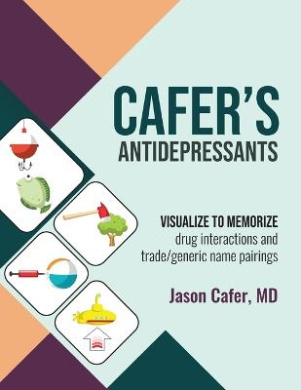 CAFER'S
ANTIDEPRESSANTS
VISUALIZE TO MEMORIZE
drug interactions and
trade/generic name pairings
Jason Cafer, MD